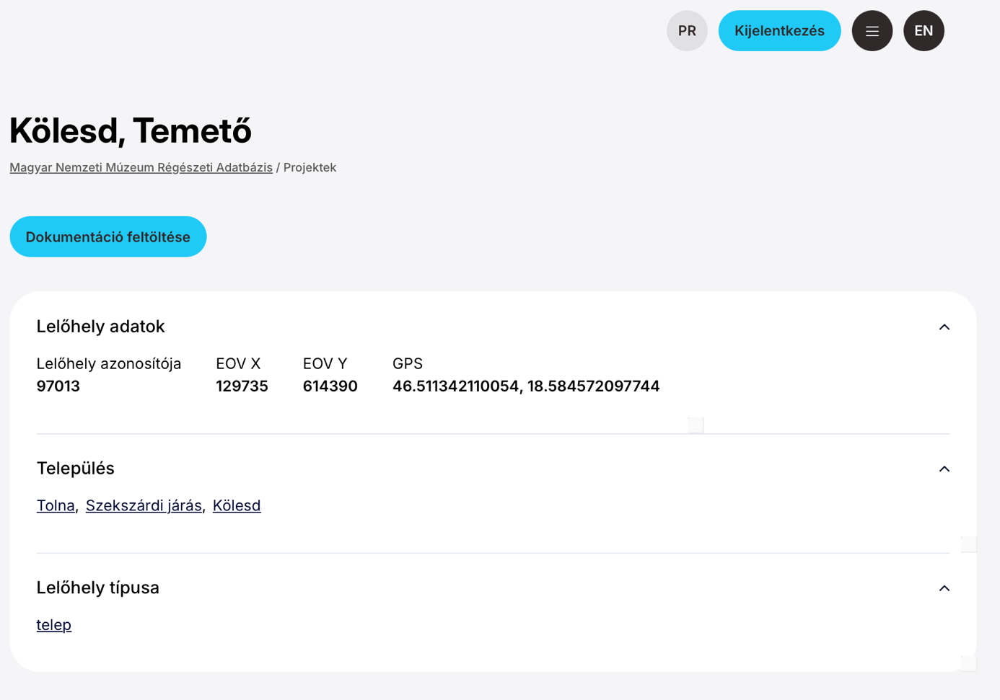 PR Kijelentkezés EN
Kölesd, Temető
Magyar Nemzeti Múzeum Régészeti Adatbázis / Projektek
Dokumentáció feltöltése
Lelőhely adatok
Lelőhely azonosítója EOV X EOV Y GPS
97013 129735 614390 46.511342110054, 18.584572097744
Település
Tolna, Szekszárdi járás, Kölesd
Lelőhely típusa
telep